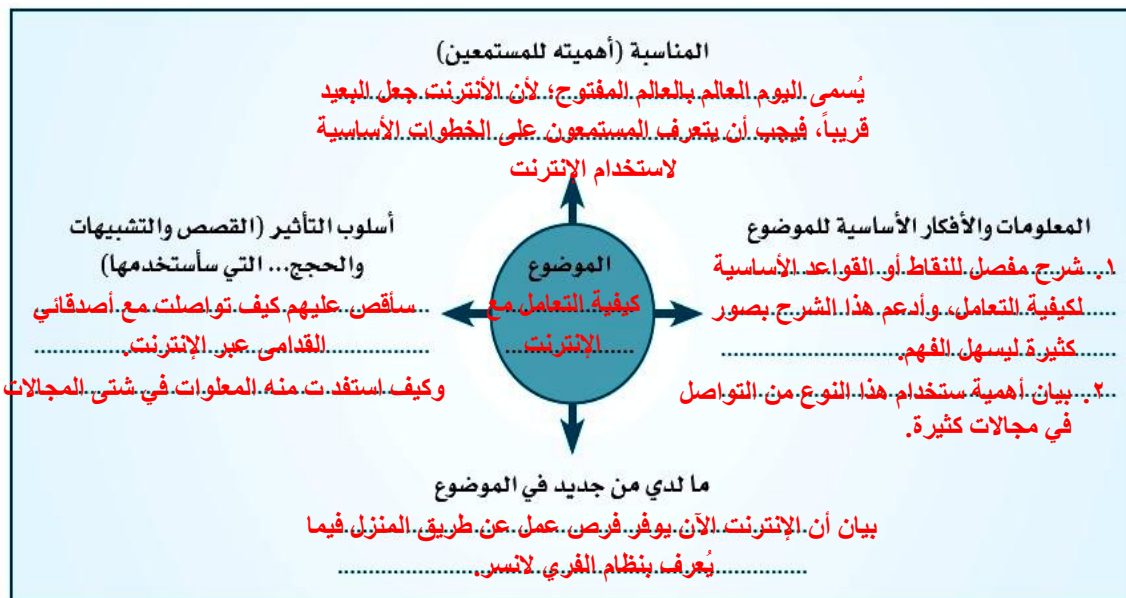 المناسبة (أهميته للمستمعين)
يُسمى اليوم العالم بالعالم المفتوح؛ لأن الأنترنت جعل البعيد
قريباً، فيجب أن يتعرف المستمعون على الخطوات الأساسية
لاستخدام الإنترنت
المعلومات والأفكار الأساسية للموضوع
١. شرح مفصل للنقاط أو القواعد الأساسية
لكيفية التعامل، وأدعم هذا الشرح بصور
كثيرة ليسهل الفهم.
٢. بيان أهمية ستخدام هذا النوع من التواصل
في مجالات كثيرة.
الموضوع
كيفية التعامل مع
الإنترنت
أسلوب التأثير (القصص والتشبيهات
والحجج... التي سأستخدمها)
سأقص عليهم كيف تواصلت مع أصدقائي
القدامى عبر الإنترنت.
وكيف استفدت منه المعلوات في شتى المجالات
ما لدي من جديد في الموضوع
بيان أن الإنترنت الآن يوفر فرص عمل عن طريق المنزل فيما
يُعرف بنظام الفري لانسر.